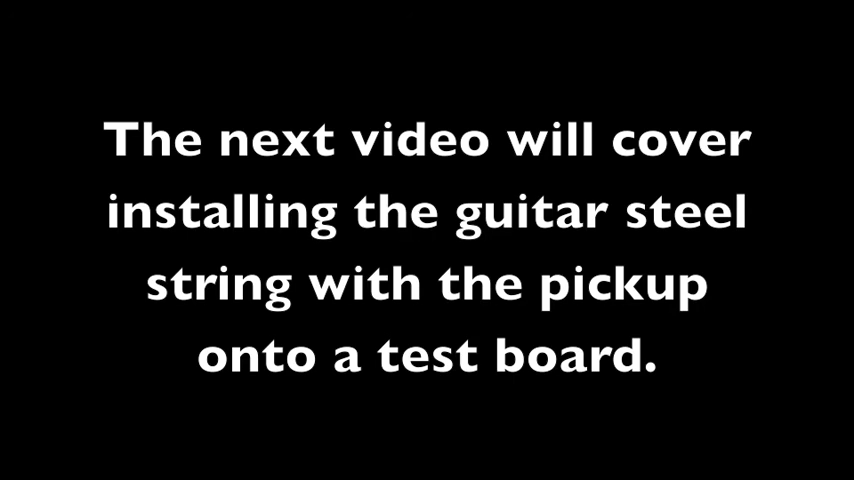 The next video will cover
installing the guitar steel
string with the pickup
onto a test board.